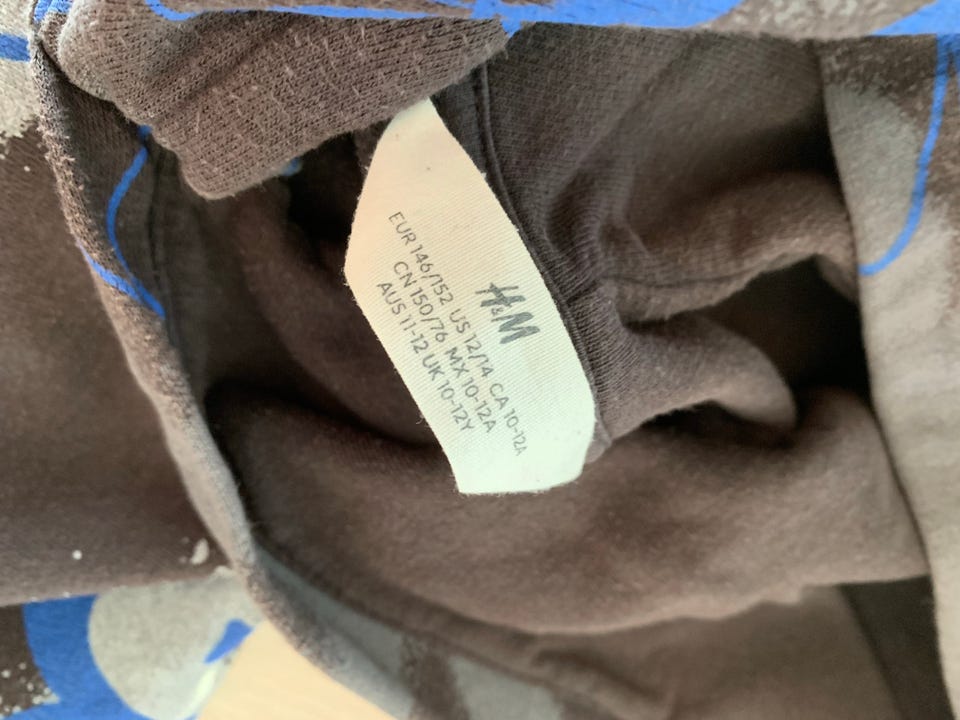 H&M
EUR 146/152 US 12/14 CA 10-12A
CN 150/76 MX 10-12A
AUS 11-12 UK 10-12Y